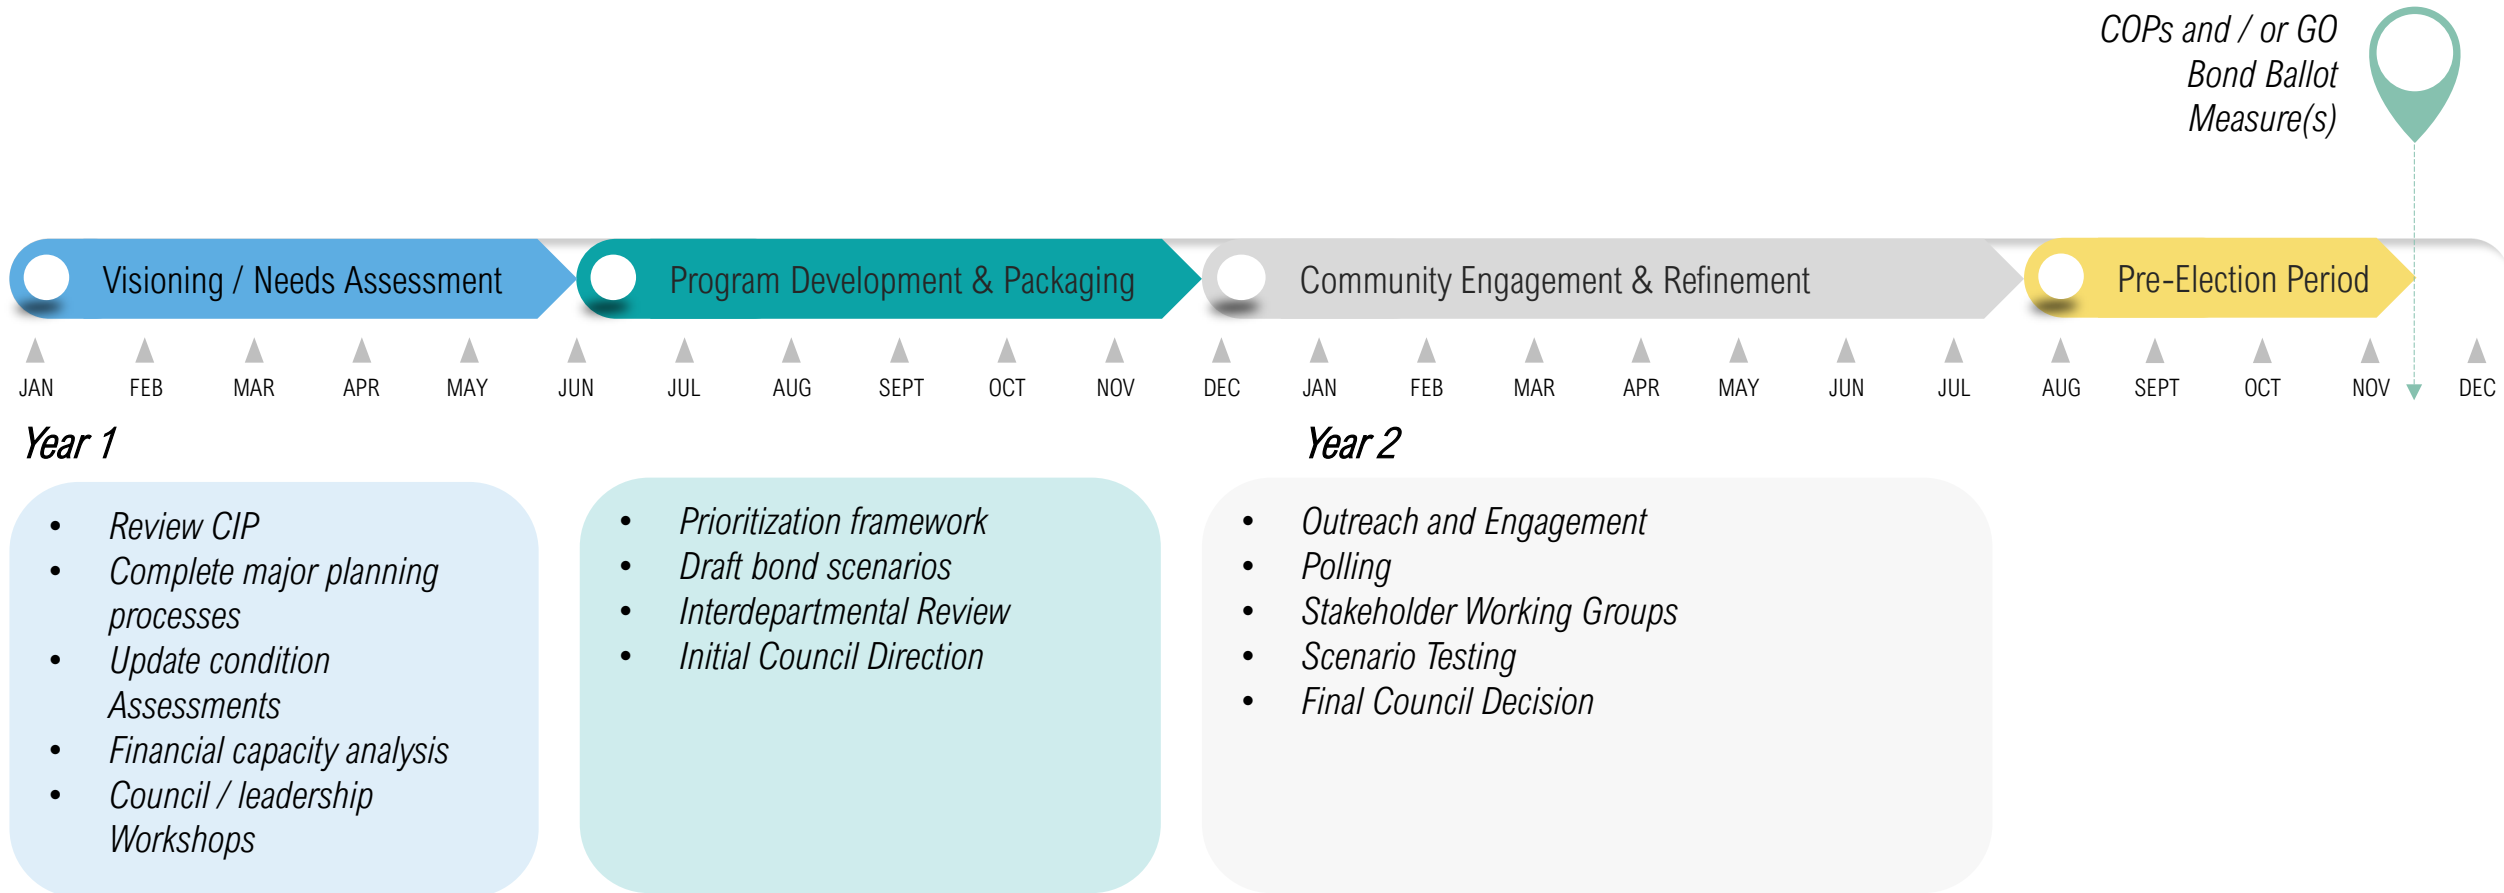 COPs and / or GO
Bond Ballot
Measure(s)
Visioning / Needs Assessment
Program Development & Packaging
Community Engagement & Refinement
Pre-Election Period
JAN FEB MAR APR MAY JUN JUL AUG SEPT OCT NOV DEC JAN FEB MAR APR MAY JUN JUL AUG SEPT OCT NOV DEC
Year 1
Year 2
• Review CIP
• Complete major planning
processes
• Update condition
Assessments
• Financial capacity analysis
• Council / leadership
Workshops
• Prioritization framework
• Draft bond scenarios
• Interdepartmental Review
• Initial Council Direction
• Outreach and Engagement
• Polling
• Stakeholder Working Groups
• Scenario Testing
• Final Council Decision